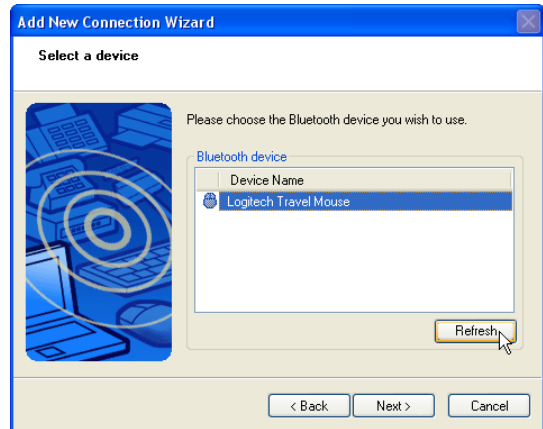 Add New Connection Wizard
Select a device
Please choose the Bluetooth device you wish to use.
Bluetooth device
Device Name
Logitech Travel Mouse
Refresh
< Back Next > Cancel